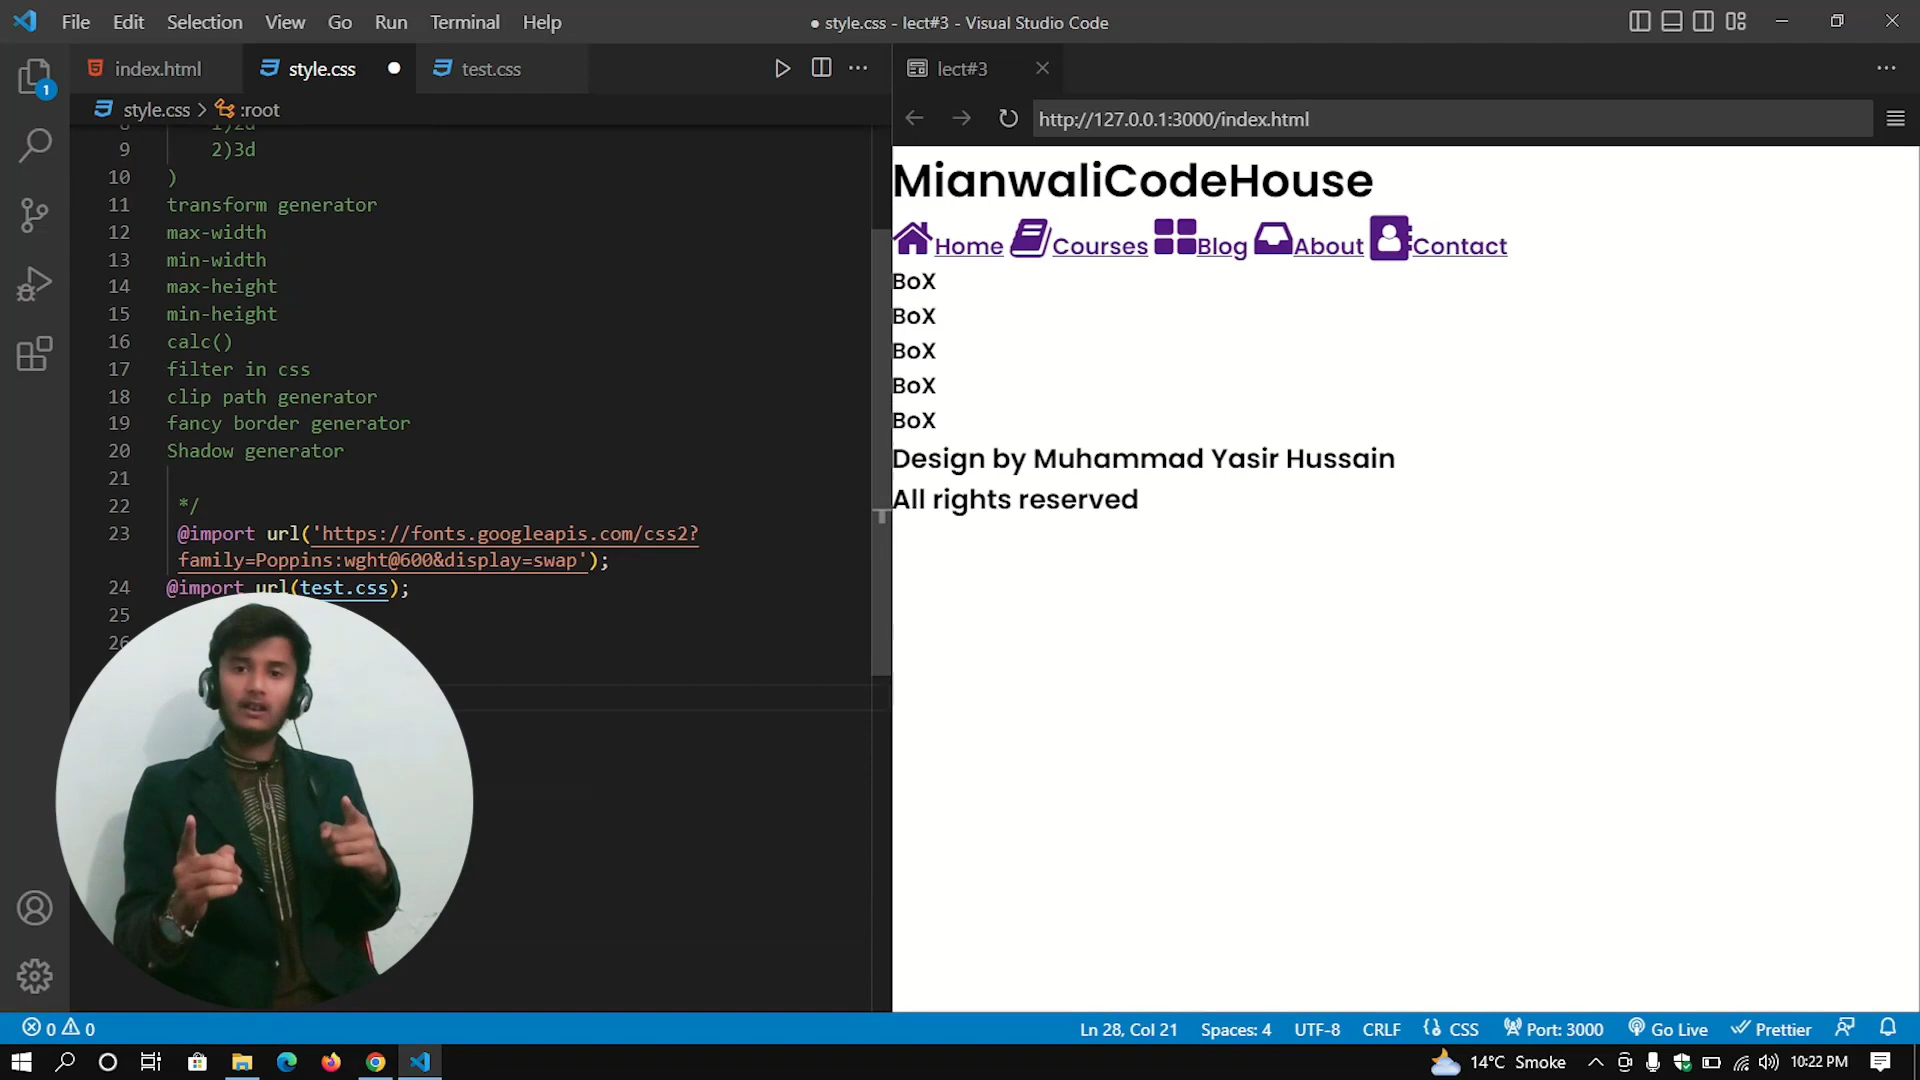 File Edit Selection View Go Run Terminal Help
● style.css - lect#3 - Visual Studio Code
index.html style.css test.css
lect#3
style.css > :root
http://127.0.0.1:3000/index.html
8 1)2d
9 2)3d
10 )
11 transform generator
12 max-width
13 min-width
14 max-height
15 min-height
16 calc()
17 filter in css
18 clip path generator
19 fancy border generator
20 Shadow generator
21
22 */
23 @import url('https://fonts.googleapis.com/css2?
family=Poppins:wght@600&display=swap');
24 @import url(test.css);
25
26
MianwaliCodeHouse
Home Courses Blog About Contact
BoX
BoX
BoX
BoX
BoX
Design by Muhammad Yasir Hussain
All rights reserved
1
0 0
Ln 28, Col 21 Spaces: 4 UTF-8 CRLF CSS Port: 3000 Go Live Prettier
14°C Smoke 10:22 PM